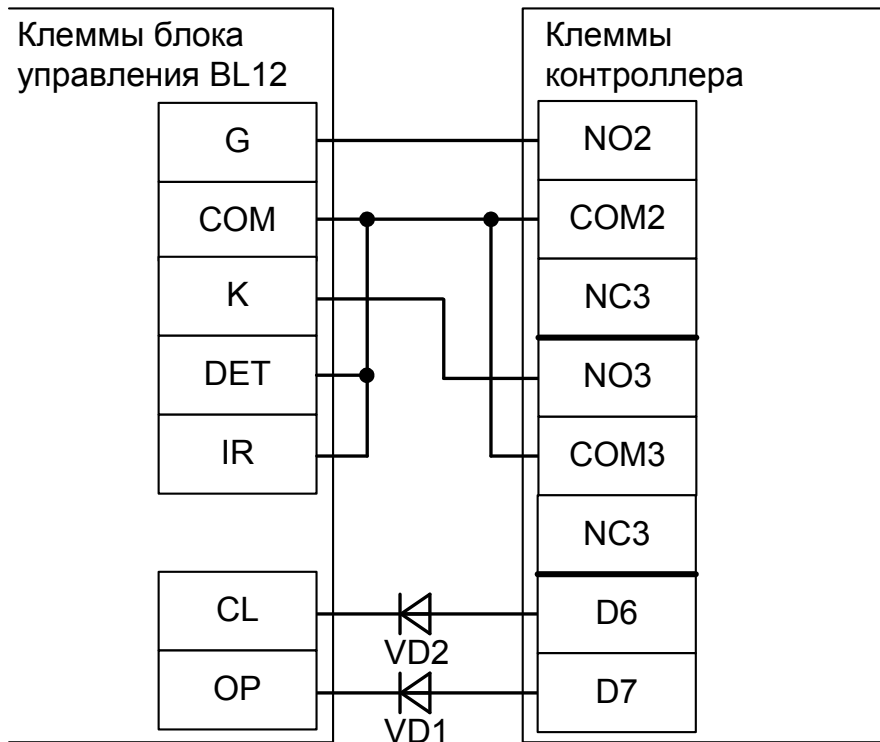 Клеммы блока
управления BL12
Клеммы
контроллера
G
NO2
COM
COM2
K
NC3
DET
NO3
IR
COM3
NC3
CL
VD2
D6
OP
VD1
D7